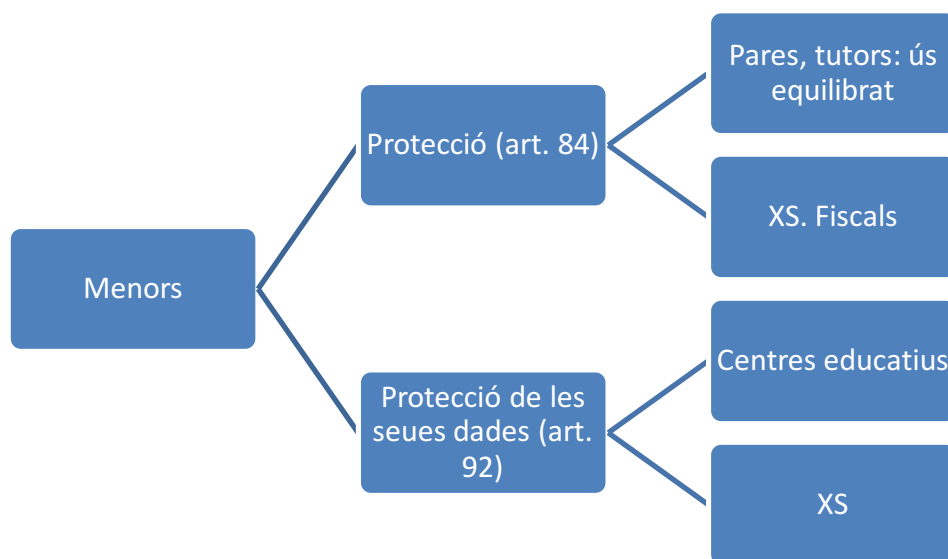 Menors
Protecció (art. 84)
Pares, tutors: ús
equilibrat
XS. Fiscals
Protecció de les
seues dades (art.
92)
Centres educatius
XS